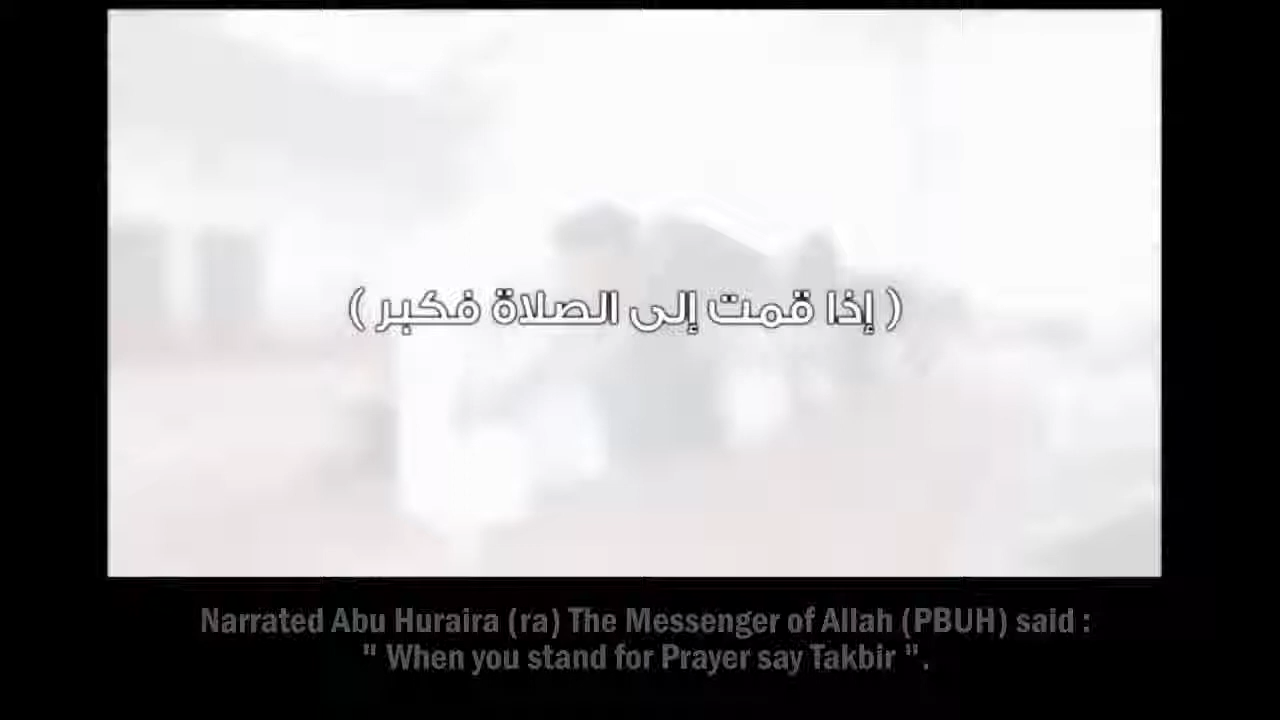 ( إذا قمت إلى الصلاة فكبر )
Narrated Abu Huraira (ra) The Messenger of Allah (PBUH) said :
" When you stand for Prayer say Takbir ".